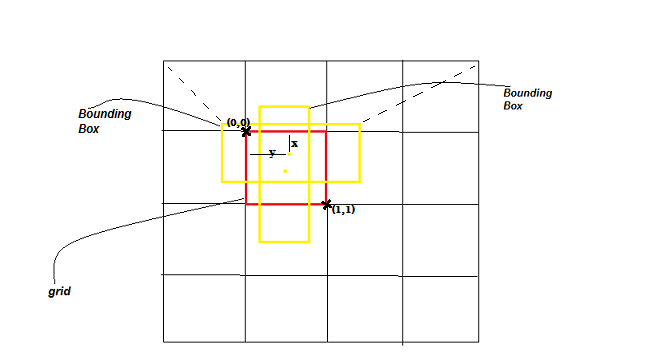 Bounding
Box
Bounding
Box
(0,0)
x
y
(1,1)
grid